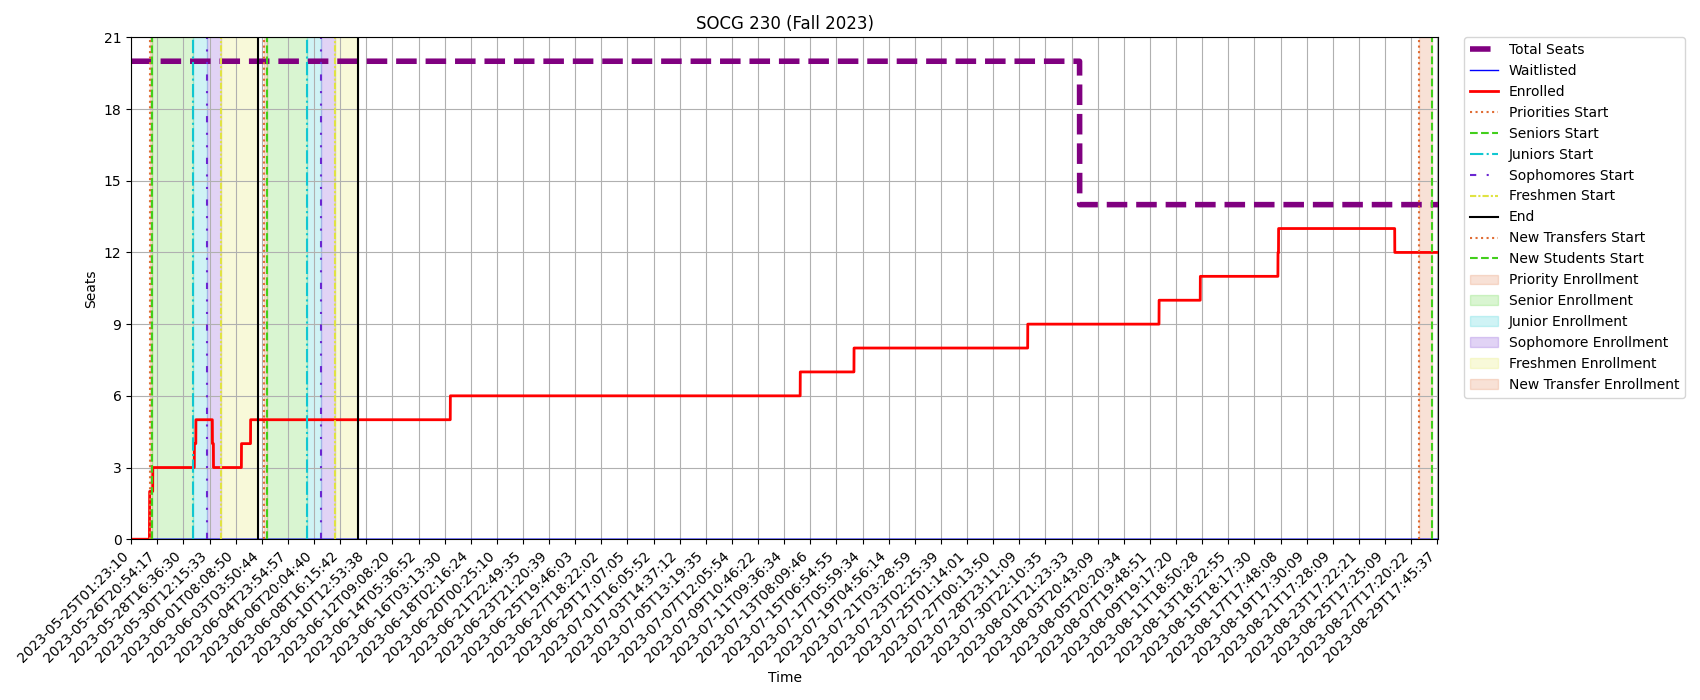 SOCG 230 (Fall 2023)
21
18
15
12
9
6
3
0
Seats
2023-05-25T01:23:10
2023-05-26T20:54:17
2023-05-28T16:36:30
2023-05-30T12:15:33
2023-06-01T08:08:50
2023-06-03T03:50:44
2023-06-04T23:54:57
2023-06-06T20:04:40
2023-06-08T16:15:42
2023-06-10T12:53:38
2023-06-12T09:08:20
2023-06-14T05:36:52
2023-06-16T03:13:30
2023-06-18T02:16:24
2023-06-20T00:25:10
2023-06-21T22:49:35
2023-06-23T21:20:39
2023-06-25T19:46:03
2023-06-27T18:22:02
2023-06-29T17:07:05
2023-07-01T16:05:52
2023-07-03T14:37:12
2023-07-05T13:19:35
2023-07-07T12:05:54
2023-07-09T10:46:22
2023-07-11T09:36:34
2023-07-13T08:09:46
2023-07-15T06:54:55
2023-07-17T05:59:34
2023-07-19T04:56:14
2023-07-21T03:28:59
2023-07-23T02:25:39
2023-07-25T01:14:01
2023-07-27T00:13:50
2023-07-28T23:11:09
2023-07-30T22:10:35
2023-08-01T21:23:33
2023-08-03T20:43:09
2023-08-05T20:20:34
2023-08-07T19:48:51
2023-08-09T19:17:20
2023-08-11T18:50:28
2023-08-13T18:22:55
2023-08-15T18:17:30
2023-08-17T17:48:08
2023-08-19T17:30:09
2023-08-21T17:28:09
2023-08-23T17:22:21
2023-08-25T17:25:09
2023-08-27T17:20:22
2023-08-29T17:45:37
Time
Total Seats
Waitlisted
Enrolled
Priorities Start
Seniors Start
Juniors Start
Sophomores Start
Freshmen Start
End
New Transfers Start
New Students Start
Priority Enrollment
Senior Enrollment
Junior Enrollment
Sophomore Enrollment
Freshmen Enrollment
New Transfer Enrollment